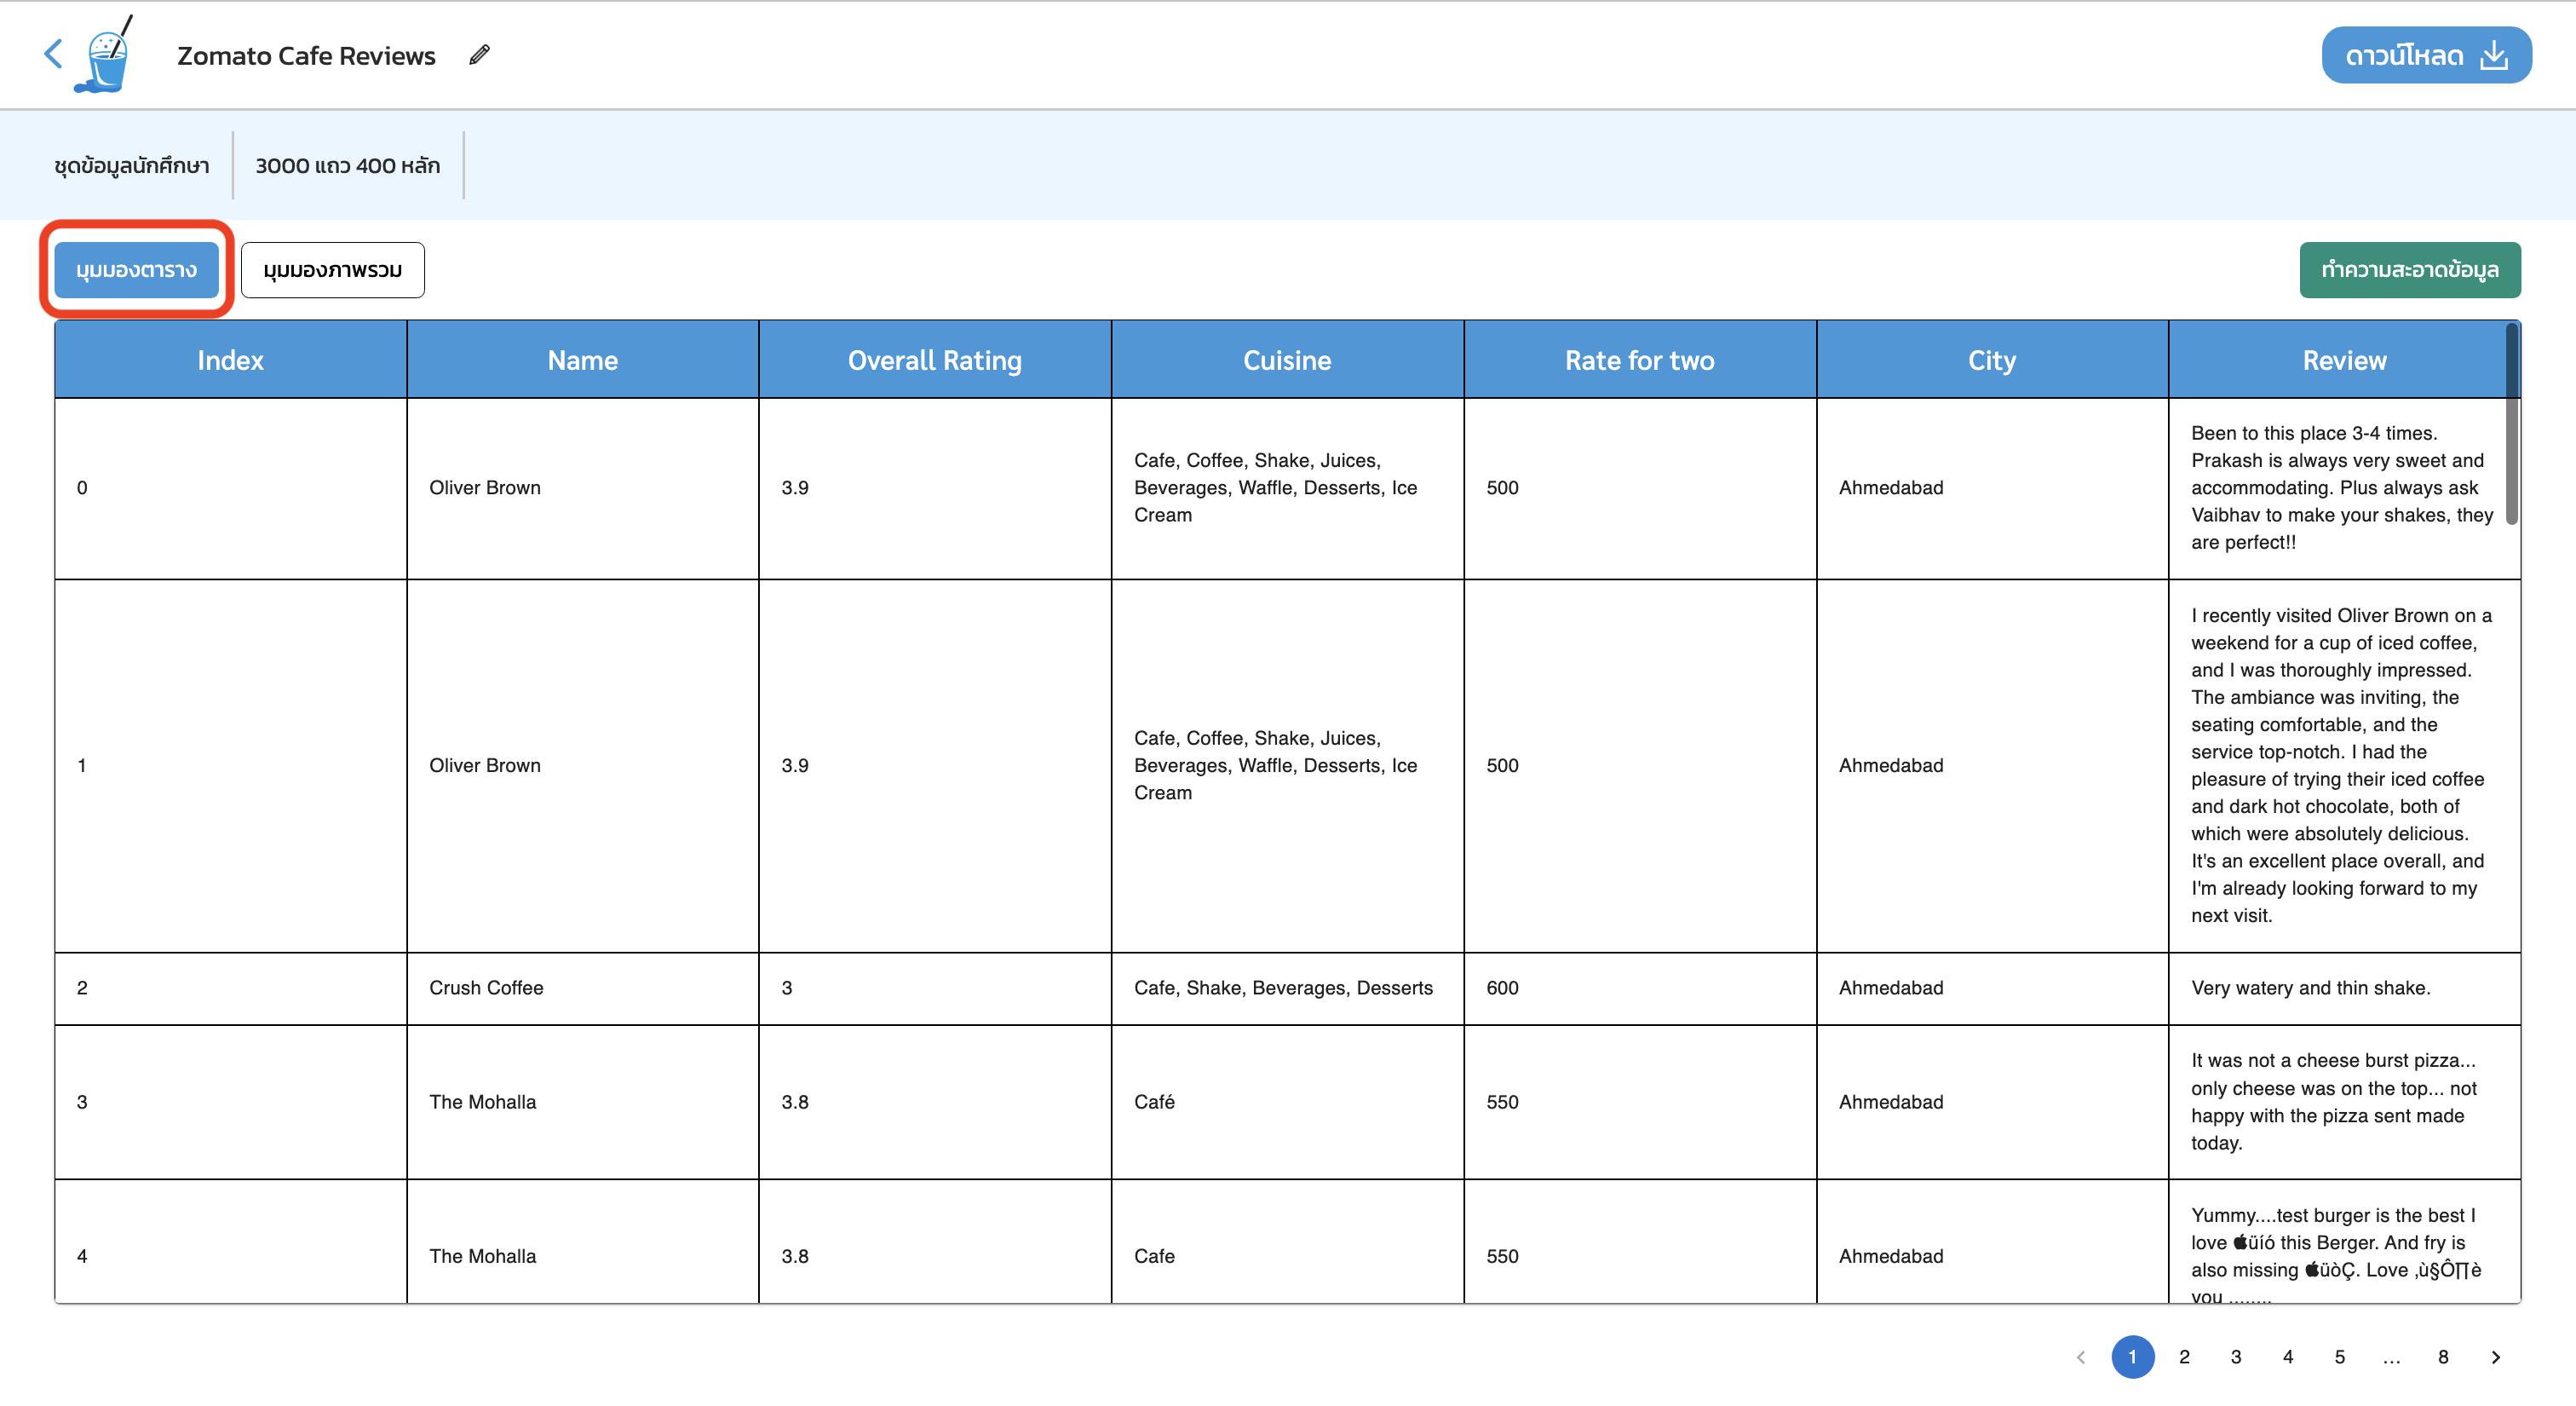 Zomato Cafe Reviews
ดาวน์โหลด
ชุดข้อมูลนักศึกษา
3000 แถว 400 หลัก
มุมมองตาราง
มุมมองภาพรวม
ทำความสะอาดข้อมูล
Index
Name
Overall Rating
Cuisine
Rate for two
City
Review
0
Oliver Brown
3.9
Cafe, Coffee, Shake, Juices,
Beverages, Waffle, Desserts, Ice
Cream
500
Ahmedabad
Been to this place 3-4 times.
Prakash is always very sweet and
accommodating. Plus always ask
Vaibhav to make your shakes, they
are perfect!!
1
Oliver Brown
3.9
Cafe, Coffee, Shake, Juices,
Beverages, Waffle, Desserts, Ice
Cream
500
Ahmedabad
I recently visited Oliver Brown on a
weekend for a cup of iced coffee,
and I was thoroughly impressed.
The ambiance was inviting, the
seating comfortable, and the
service top-notch. I had the
pleasure of trying their iced coffee
and dark hot chocolate, both of
which were absolutely delicious.
It's an excellent place overall, and
I'm already looking forward to my
next visit.
2
Crush Coffee
3
Cafe, Shake, Beverages, Desserts
600
Ahmedabad
Very watery and thin shake.
3
The Mohalla
3.8
Café
550
Ahmedabad
It was not a cheese burst pizza...
only cheese was on the top... not
happy with the pizza sent made
today.
4
The Mohalla
3.8
Cafe
550
Ahmedabad
Yummy....test burger is the best I
love üíó this Berger. And fry is
also missing üòÇ. Love ‚ù§Ô∏è
you ........
1 2 3 4 5 ... 8